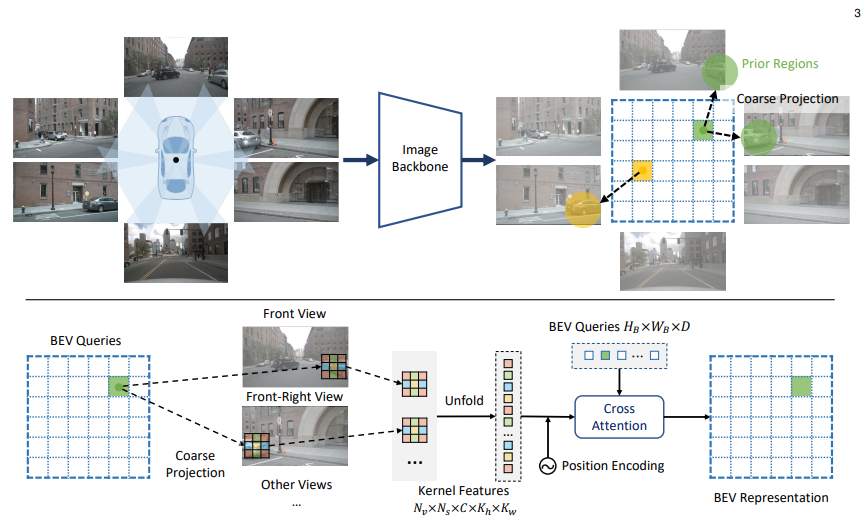 3
Prior Regions
Coarse Projection
Image
Backbone
BEV Queries
Front View
Front-Right View
Coarse
Projection
Other Views
...
...
Kernel Features
N_v×N_s×C×K_h×K_w
Unfold
...
BEV Queries H_B×W_B×D
...
Cross
Attention
Position Encoding
BEV Representation